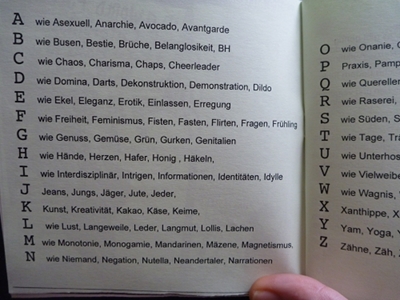 A wie Asexuell, Anarchie, Avocado, Avantgarde
B wie Busen, Bestie, Brüche, Belanglosikeit, BH
C wie Chaos, Charisma, Chaps, Cheerleader
D wie Domina, Darts, Dekonstruktion, Demonstration, Dildo
E wie Ekel, Eleganz, Erotik, Einlassen, Erregung
F wie Freiheit, Feminismus, Fisten, Fasten, Flirten, Fragen, Frühling
G wie Genuss, Gemüse, Grün, Gurken, Genitalien
H wie Hände, Herzen, Hafer, Honig , Häkeln,
I wie Interdisziplinär, Intrigen, Informationen, Identitäten, Idylle
J Jeans, Jungs, Jäger, Jute, Jeder,
K Kunst, Kreativität, Kakao, Käse, Keime,
L wie Lust, Langeweile, Leder, Langmut, Lollis, Lachen
M wie Monotonie, Monogamie, Mandarinen, Mäzene, Magnetismus.
N wie Niemand, Negation, Nutella, Neandertaler, Narrationen
O wie Onanie,
P Praxis,
Q wie
R wie Raserei,
S wie Süden,
T wie Tage,
U wie
V wie
W wie Wagnis,
X Xanthippe,
Y Yam, Yoga,
Z Zähne, Zäh,